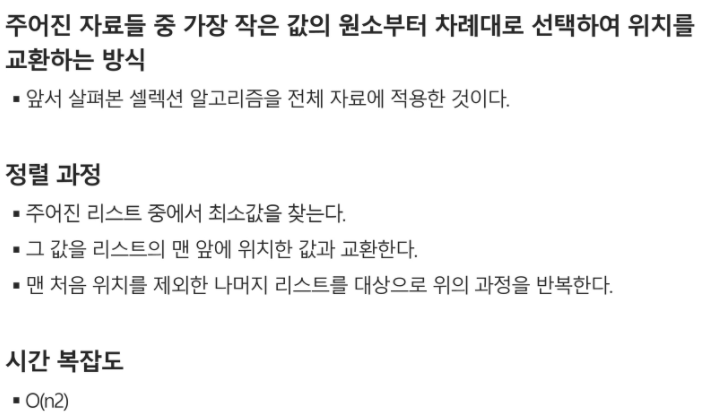 주어진 자료들 중 가장 작은 값의 원소부터 차례대로 선택하여 위치를
교환하는 방식
▪ 앞서 살펴본 셀렉션 알고리즘을 전체 자료에 적용한 것이다.
정렬 과정
▪ 주어진 리스트 중에서 최소값을 찾는다.
▪ 그 값을 리스트의 맨 앞에 위치한 값과 교환한다.
▪ 맨 처음 위치를 제외한 나머지 리스트를 대상으로 위의 과정을 반복한다.
시간 복잡도
▪ O(n2)